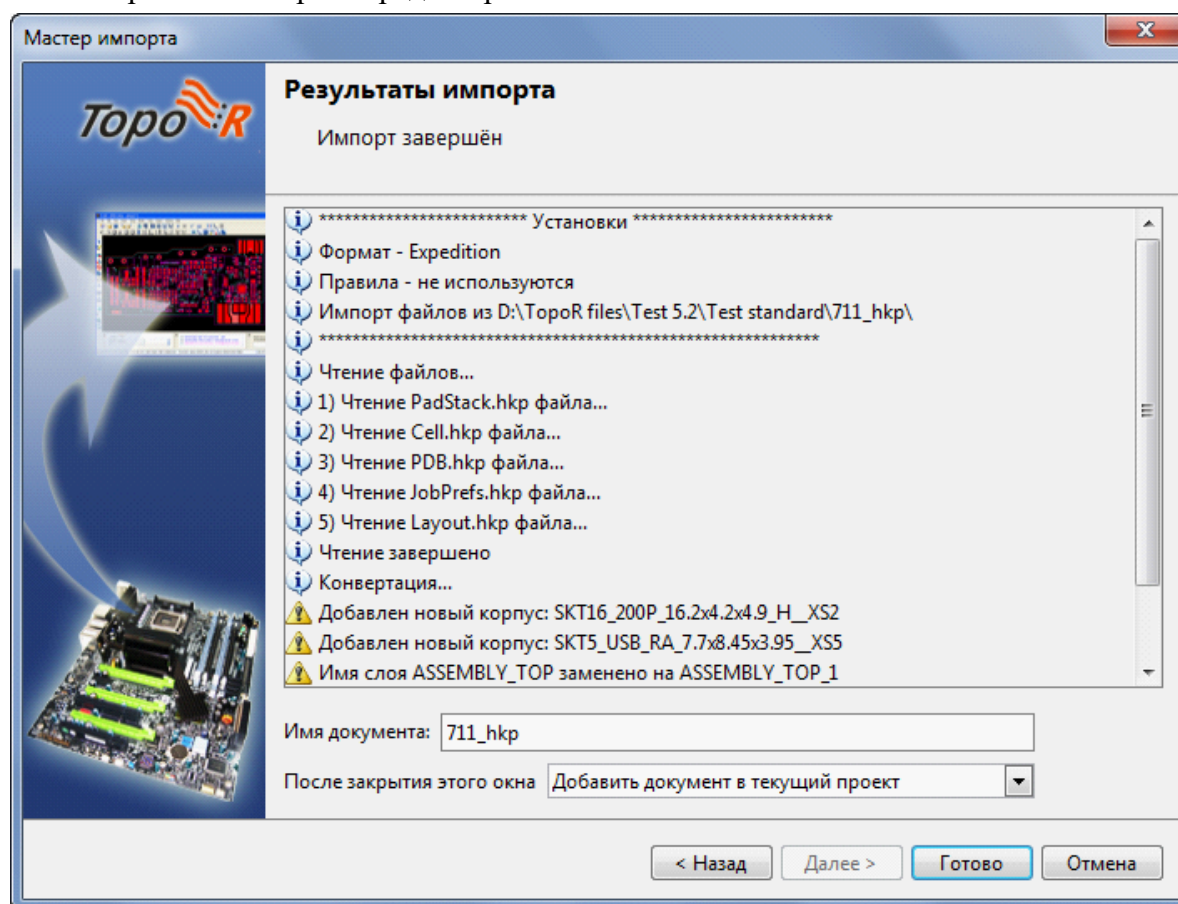 Мастер импорта
TopoR
Результаты импорта
Импорт завершён
************************* Установки ************************
Формат - Expedition
Правила - не используются
Импорт файлов из D:\TopoR files\Test 5.2\Test standard\711_hkp\
************************************************************
Чтение файлов...
1) Чтение PadStack.hkp файла...
2) Чтение Cell.hkp файла...
3) Чтение PDB.hkp файла...
4) Чтение JobPrefs.hkp файла...
5) Чтение Layout.hkp файла...
Чтение завершено
Конвертация...
Добавлен новый корпус: SKT16_200P_16.2x4.2x4.9_H__XS2
Добавлен новый корпус: SKT5_USB_RA_7.7x8.45x3.95__XS5
Имя слоя ASSEMBLY_TOP заменено на ASSEMBLY_TOP_1
Имя документа: 711_hkp
После закрытия этого окна Добавить документ в текущий проект
< Назад Далее > Готово Отмена